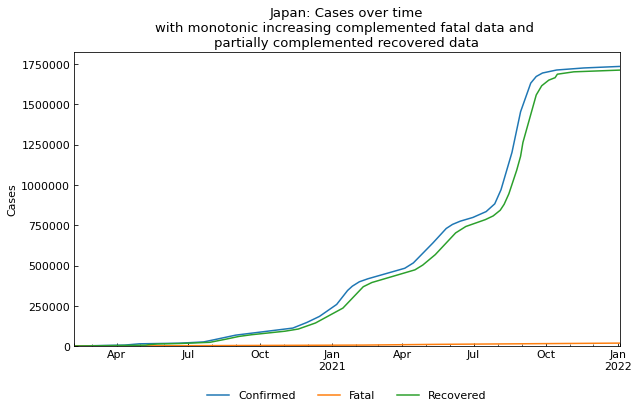 Japan: Cases over time
with monotonic increasing complemented fatal data and
partially complemented recovered data
1750000
1500000
1250000
1000000
750000
500000
250000
0
Cases
Apr Jul Oct Jan Apr Jul Oct Jan
2021 2022
Confirmed Fatal Recovered